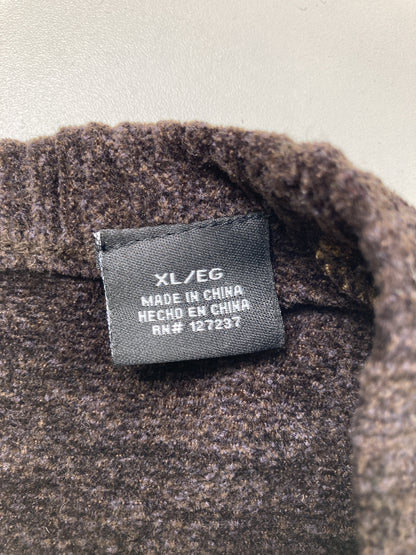 XL/EG
MADE IN CHINA
HECHO EN CHINA
RN# 127237